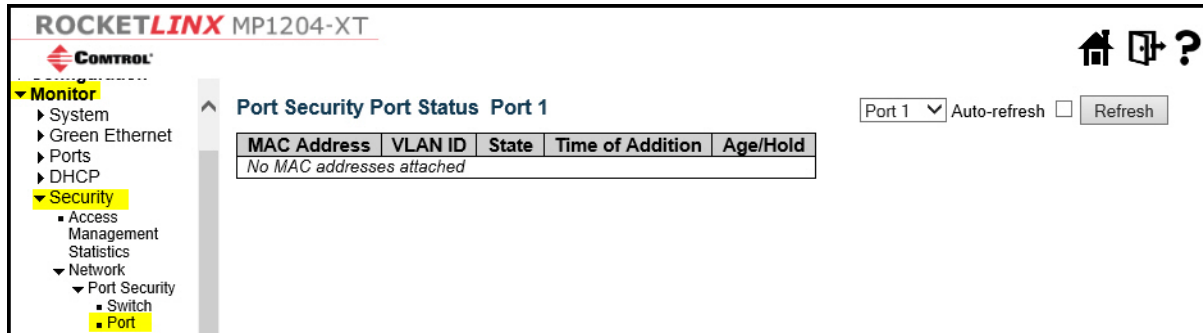 ROCKETLINX MP1204-XT
COMTROL
Monitor
System
Green Ethernet
Ports
DHCP
Security
Access
Management
Statistics
Network
Port Security
Switch
Port
Port Security Port Status Port 1
Port 1 Auto-refresh Refresh
MAC Address VLAN ID State Time of Addition Age/Hold
No MAC addresses attached